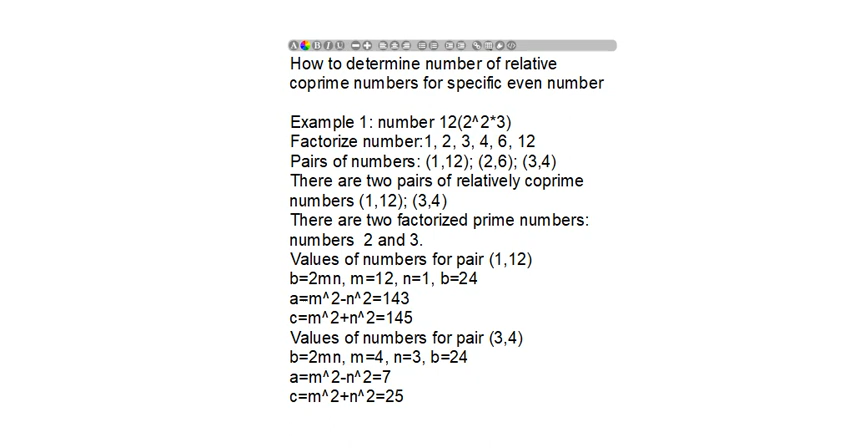 How to determine number of relative
coprime numbers for specific even number
Example 1: number 12(2^2*3)
Factorize number:1, 2, 3, 4, 6, 12
Pairs of numbers: (1,12); (2,6); (3,4)
There are two pairs of relatively coprime
numbers (1,12); (3,4)
There are two factorized prime numbers:
numbers  2 and 3.
Values of numbers for pair (1,12)
b=2mn, m=12, n=1, b=24
a=m^2-n^2=143
c=m^2+n^2=145
Values of numbers for pair (3,4)
b=2mn, m=4, n=3, b=24
a=m^2-n^2=7
c=m^2+n^2=25